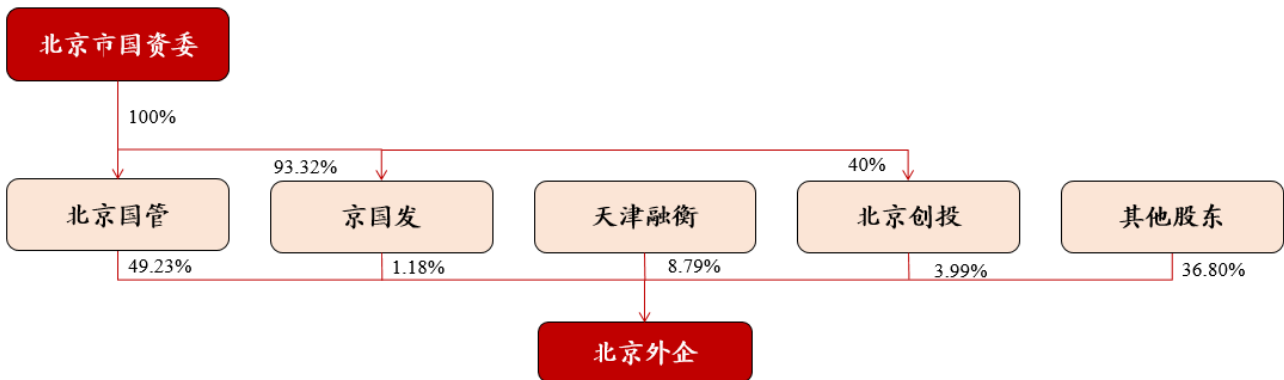 北京市国资委
100%
93.32%
40%
北京国管
京国发
天津融衡
北京创投
其他股东
49.23%
1.18%
8.79%
3.99%
36.80%
北京外企